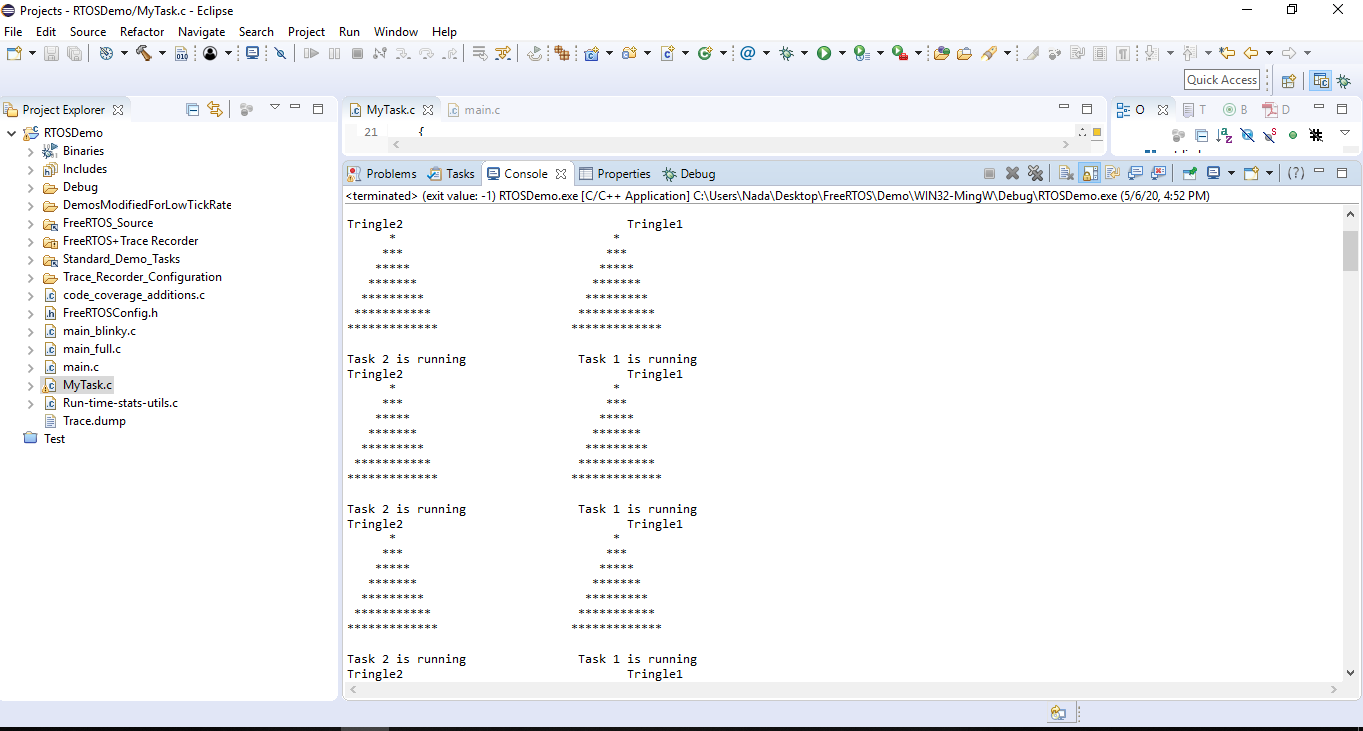 Projects - RTOSDemo/MyTask.c - Eclipse
File Edit Source Refactor Navigate Search Project Run Window Help
Quick Access
Project Explorer
RTOSDemo
Binaries
Includes
Debug
DemosModifiedForLowTickRate
FreeRTOS_Source
FreeRTOS+Trace Recorder
Standard_Demo_Tasks
Trace_Recorder_Configuration
code_coverage_additions.c
FreeRTOSConfig.h
main_blinky.c
main_full.c
main.c
MyTask.c
Run-time-stats-utils.c
Trace.dump
Test
MyTask.c main.c
21 {
O T B D
Problems Tasks Console Properties Debug
<terminated> (exit value: -1) RTOSDemo.exe [C/C++ Application] C:\Users\Nada\Desktop\FreeRTOS\Demo\WIN32-MingW\Debug\RTOSDemo.exe (5/6/20, 4:52 PM)
Tringle2                                Tringle1
      *                               *
     ***                             ***
    *****                           *****
   *******                         *******
  *********                       *********
 ***********                     ***********
*************                   *************
Task 2 is running                Task 1 is running
Tringle2                                Tringle1
      *                               *
     ***                             ***
    *****                           *****
   *******                         *******
  *********                       *********
 ***********                     ***********
*************                   *************
Task 2 is running                Task 1 is running
Tringle2                                Tringle1
      *                               *
     ***                             ***
    *****                           *****
   *******                         *******
  *********                       *********
 ***********                     ***********
*************                   *************
Task 2 is running                Task 1 is running
Tringle2                                Tringle1